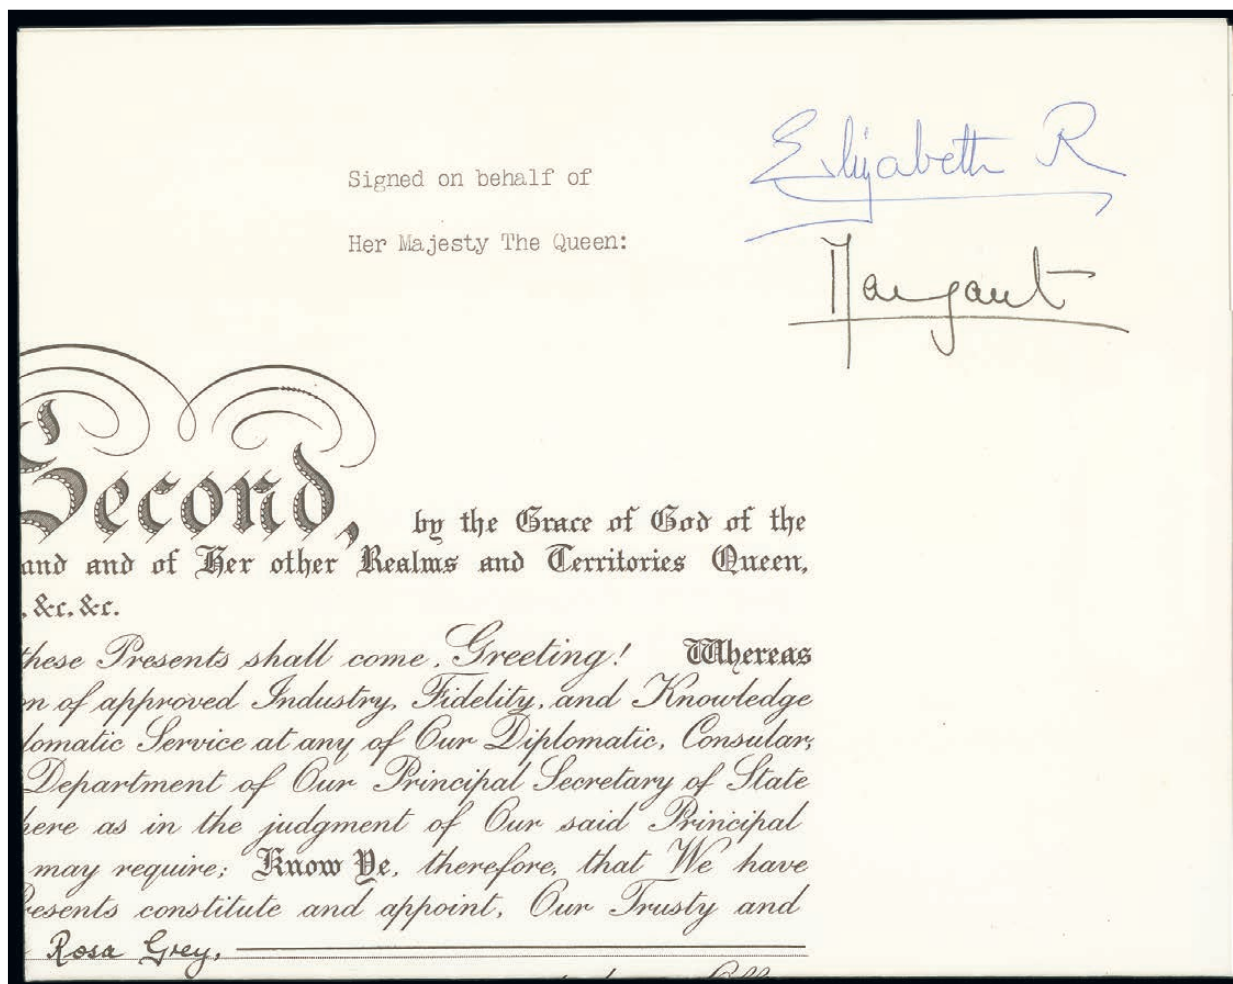 Signed on behalf of
Her Majesty The Queen:
Elizabeth R
Margaret
Second, by the Grace of God of the
and and of Her other Realms and Territories Queen,
, &c. &c.
these Presents shall come, Greeting! Whereas
n of approved Industry, Fidelity, and Knowledge
lomatic Service at any of Our Diplomatic, Consular,
Department of Our Principal Secretary of State
here as in the judgment of Our said Principal
may require; Know Ye, therefore, that We have
resents constitute and appoint, Our Trusty and
Rosa Grey,